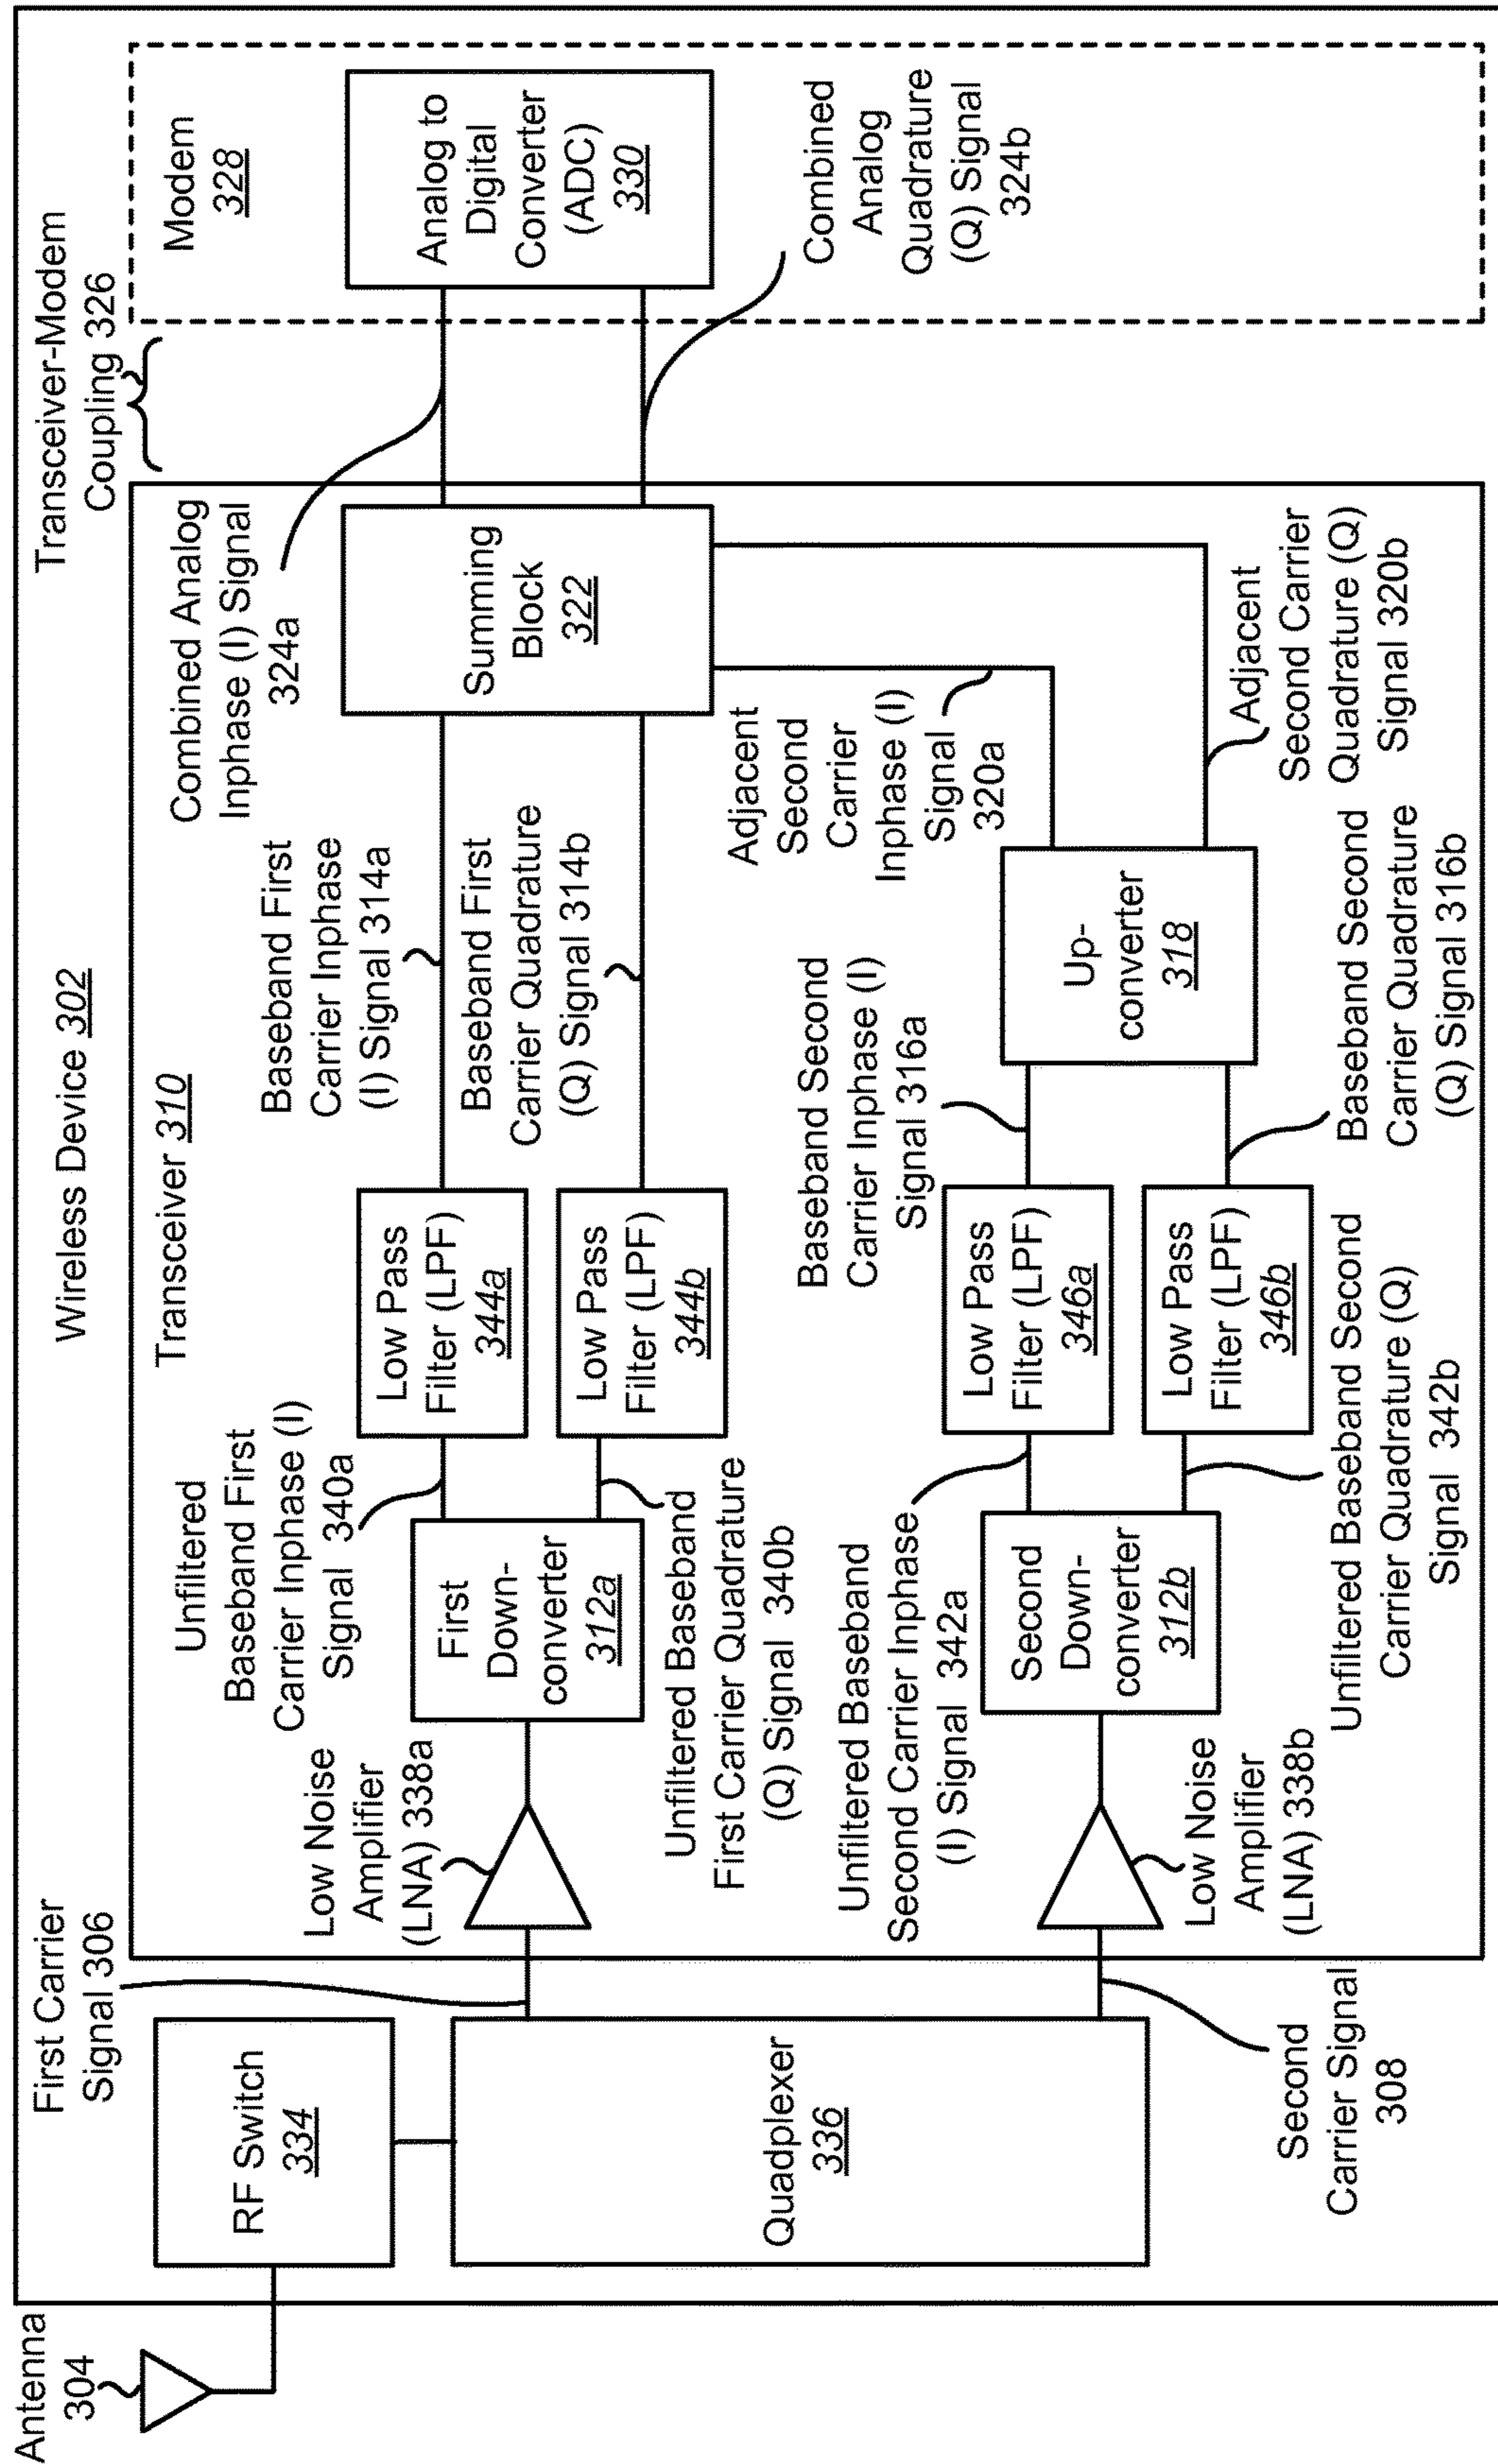 Wireless Device 302
Antenna
304
RF Switch
334
Quadplexer
336
First Carrier
Signal 306
Second
Carrier Signal
308
Transceiver 310
Low Noise
Amplifier
(LNA) 338a
Low Noise
Amplifier
(LNA) 338b
First
Down-
converter
312a
Second
Down-
converter
312b
Unfiltered
Baseband First
Carrier Inphase (I)
Signal 340a
Unfiltered Baseband
First Carrier Quadrature
(Q) Signal 340b
Unfiltered Baseband
Second Carrier Inphase
(I) Signal 342a
Unfiltered Baseband Second
Carrier Quadrature (Q)
Signal 342b
Low Pass
Filter (LPF)
344a
Low Pass
Filter (LPF)
344b
Low Pass
Filter (LPF)
346a
Low Pass
Filter (LPF)
346b
Baseband First
Carrier Inphase
(I) Signal 314a
Baseband First
Carrier Quadrature
(Q) Signal 314b
Baseband Second
Carrier Inphase (I)
Signal 316a
Baseband Second
Carrier Quadrature
(Q) Signal 316b
Up-
converter
318
Adjacent
Second
Carrier
Inphase (I)
Signal
320a
Adjacent
Second Carrier
Quadrature (Q)
Signal 320b
Summing
Block
322
Combined Analog
Inphase (I) Signal
324a
Combined
Analog
Quadrature
(Q) Signal
324b
Transceiver-Modem
Coupling 326
Modem
328
Analog to
Digital
Converter
(ADC)
330